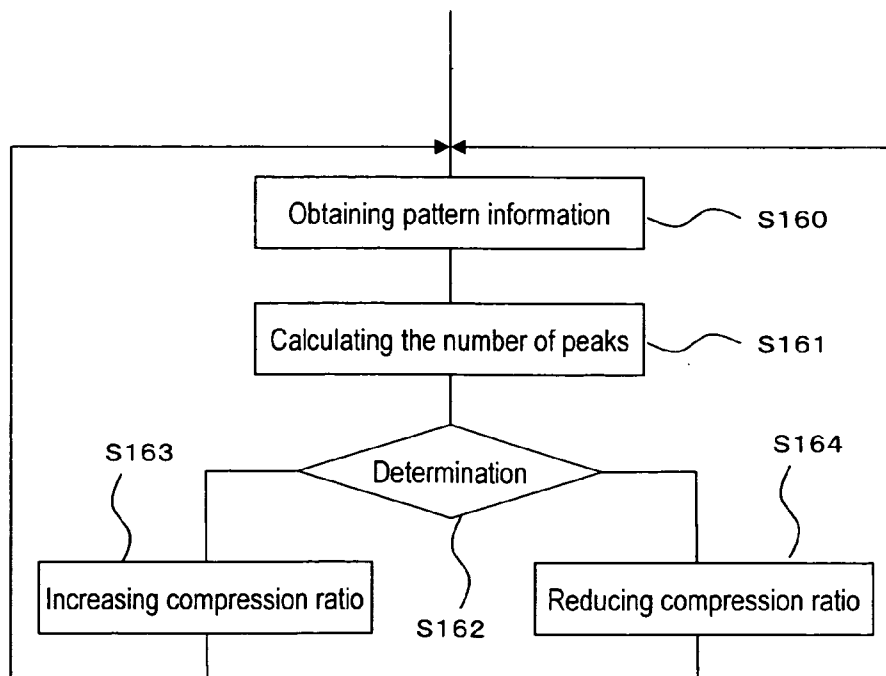 Obtaining pattern information
S160
Calculating the number of peaks
S161
Determination
S163
S164
Increasing compression ratio
S162
Reducing compression ratio